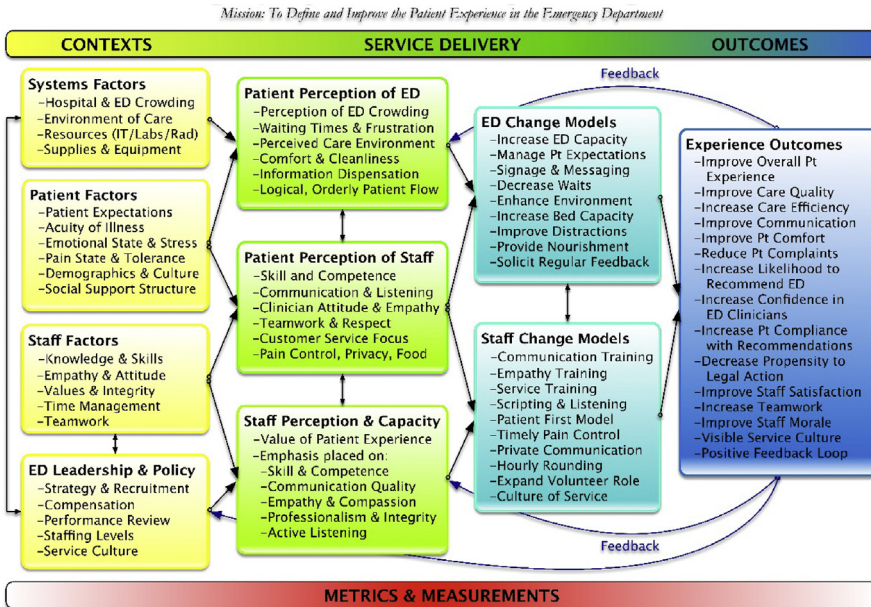 Mission: To Define and Improve the Patient Experience in the Emergency Department
CONTEXTS
SERVICE DELIVERY
OUTCOMES
Systems Factors
-Hospital & ED Crowding
-Environment of Care
-Resources (IT/Labs/Rad)
-Supplies & Equipment
Patient Factors
-Patient Expectations
-Acuity of Illness
-Emotional State & Stress
-Pain State & Tolerance
-Demographics & Culture
-Social Support Structure
Staff Factors
-Knowledge & Skills
-Empathy & Attitude
-Values & Integrity
-Time Management
-Teamwork
ED Leadership & Policy
-Strategy & Recruitment
-Compensation
-Performance Review
-Staffing Levels
-Service Culture
Patient Perception of ED
-Perception of ED Crowding
-Waiting Times & Frustration
-Perceived Care Environment
-Comfort & Cleanliness
-Information Dispensation
-Logical, Orderly Patient Flow
Patient Perception of Staff
-Skill and Competence
-Communication & Listening
-Clinician Attitude & Empathy
-Teamwork & Respect
-Customer Service Focus
-Pain Control, Privacy, Food
Staff Perception & Capacity
-Value of Patient Experience
-Emphasis placed on:
-Skill & Competence
-Communication Quality
-Empathy & Compassion
-Professionalism & Integrity
-Active Listening
Feedback
ED Change Models
-Increase ED Capacity
-Manage Pt Expectations
-Signage & Messaging
-Decrease Waits
-Enhance Environment
-Increase Bed Capacity
-Improve Distractions
-Provide Nourishment
-Solicit Regular Feedback
Staff Change Models
-Communication Training
-Empathy Training
-Service Training
-Scripting & Listening
-Patient First Model
-Timely Pain Control
-Private Communication
-Hourly Rounding
-Expand Volunteer Role
-Culture of Service
Feedback
Experience Outcomes
-Improve Overall Pt
Experience
-Improve Care Quality
-Increase Care Efficiency
-Improve Communication
-Improve Pt Comfort
-Reduce Pt Complaints
-Increase Likelihood to
Recommend ED
-Increase Confidence in
ED Clinicians
-Increase Pt Compliance
with Recommendations
-Decrease Propensity to
Legal Action
-Improve Staff Satisfaction
-Increase Teamwork
-Improve Staff Morale
-Visible Service Culture
-Positive Feedback Loop
METRICS & MEASUREMENTS